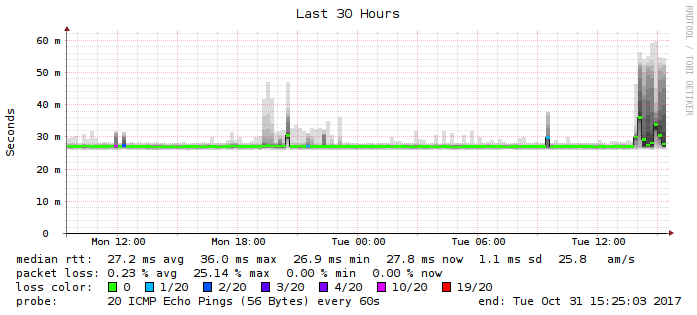 Last 30 Hours
RRDTOOL / TOBI OETIKER
Seconds
60 m
50 m
40 m
30 m
20 m
10 m
0
Mon 12:00 Mon 18:00 Tue 00:00 Tue 06:00 Tue 12:00
median rtt: 27.2 ms avg 36.0 ms max 26.9 ms min 27.8 ms now 1.1 ms sd 25.8 am/s
packet loss: 0.23 % avg 25.14 % max 0.00 % min 0.00 % now
loss color: 0 1/20 2/20 3/20 4/20 10/20 19/20
probe: 20 ICMP Echo Pings (56 Bytes) every 60s end: Tue Oct 31 15:25:03 2017